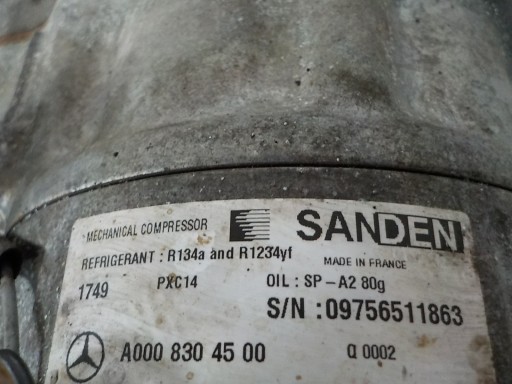 MECHANICAL COMPRESSOR SANDEN
REFRIGERANT : R134a and R1234yf MADE IN FRANCE
1749 PXC14 OIL : SP-A2 80g
S/N : 09756511863
A000 830 45 00 Q 0002